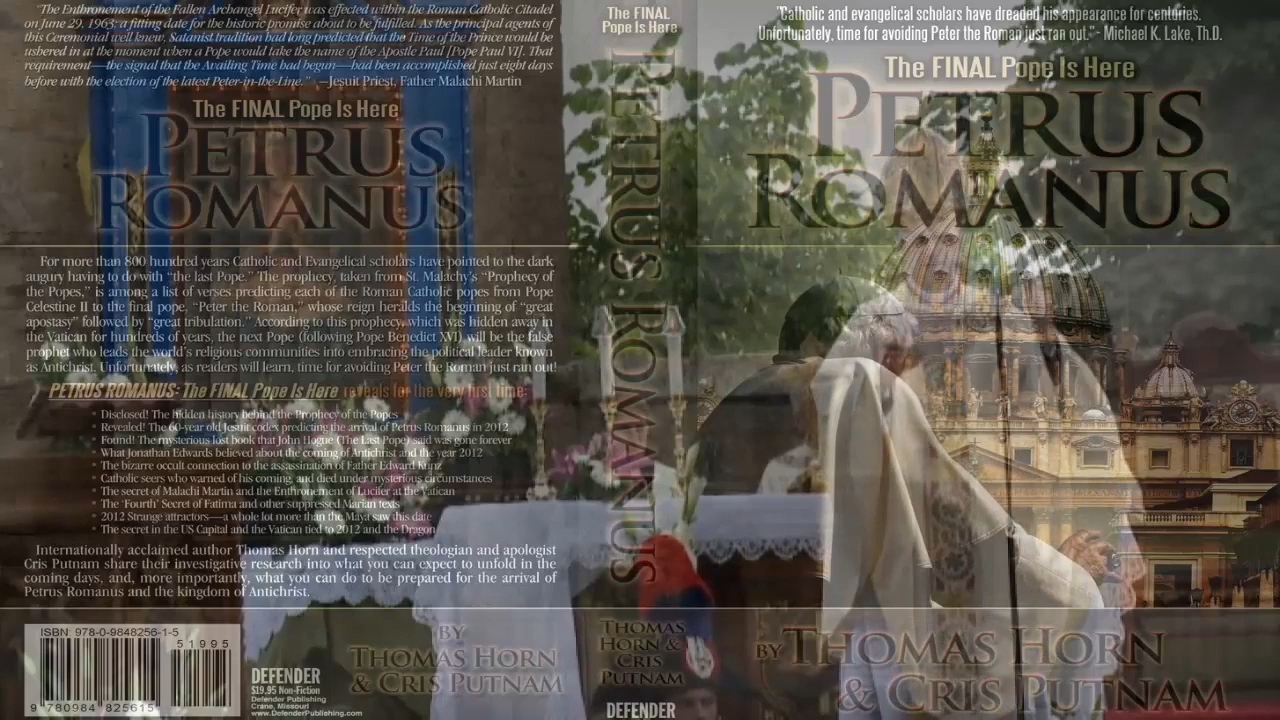 "The Enthronement of the Fallen Archangel Lucifer was effected within the Roman Catholic Citadel
on June 29, 1963; a fitting date for the historic promise about to be fulfilled. As the principal agents of
this Ceremonial well knew, Satanist tradition had long predicted that the Time of the Prince would be
ushered in at the moment when a Pope would take the name of the Apostle Paul [Pope Paul VI]. That
requirement—the signal that the Availing Time had begun—had been accomplished just eight days
before with the election of the latest Peter-in-the-Line." —Jesuit Priest, Father Malachi Martin
The FINAL Pope Is Here
PETRUS
ROMANUS
For more than 800 hundred years Catholic and Evangelical scholars have pointed to the dark
augury having to do with "the last Pope." The prophecy, taken from St. Malachy's "Prophecy of
the Popes," is among a list of verses predicting each of the Roman Catholic popes from Pope
Celestine II to the final pope, "Peter the Roman," whose reign heralds the beginning of "great
apostasy" followed by "great tribulation." According to this prophecy, which was hidden away in
the Vatican for hundreds of years, the next Pope (following Pope Benedict XVI) will be the false
prophet who leads the world's religious communities into embracing the political leader known
as Antichrist. Unfortunately, as readers will learn, time for avoiding Peter the Roman just ran out!
PETRUS ROMANUS: The FINAL Pope Is Here reveals for the very first time:
* Disclosed! The hidden history behind the Prophecy of the Popes
* Revealed! The 60-year old Jesuit codex predicting the arrival of Petrus Romanus in 2012
* Found! The mysterious lost book that John Hogue (The Last Pope) said was gone forever
* What Jonathan Edwards believed about the coming of Antichrist and the year 2012
* The bizarre occult connection to the assassination of Father Edward Kunz
* Catholic seers who warned of his coming, and died under mysterious circumstances
* The secret of Malachi Martin and the Enthronement of Lucifer at the Vatican
* The 'Fourth' Secret of Fatima and other suppressed Marian texts
* 2012 Strange attractors—a whole lot more than the Maya saw this date
* The secret in the US Capital and the Vatican tied to 2012 and the Dragon
Internationally acclaimed author Thomas Horn and respected theologian and apologist
Cris Putnam share their investigative research into what you can expect to unfold in the
coming days, and, more importantly, what you can do to be prepared for the arrival of
Petrus Romanus and the kingdom of Antichrist.
ISBN: 978-0-9848256-1-5
51995
9 780984 825615
DEFENDER
$19.95 Non-Fiction
Defender Publishing
Crane, Missouri
www.DefenderPublishing.com
BY
THOMAS HORN
& CRIS PUTNAM
The FINAL
Pope Is Here
PETRUS ROMANUS
THOMAS
HORN &
CRIS
PUTNAM
DEFENDER
"Catholic and evangelical scholars have dreaded his appearance for centuries.
Unfortunately, time for avoiding Peter the Roman just ran out." - Michael K. Lake, Th.D.
The FINAL Pope Is Here
PETRUS
ROMANUS
BY THOMAS HORN
& CRIS PUTNAM